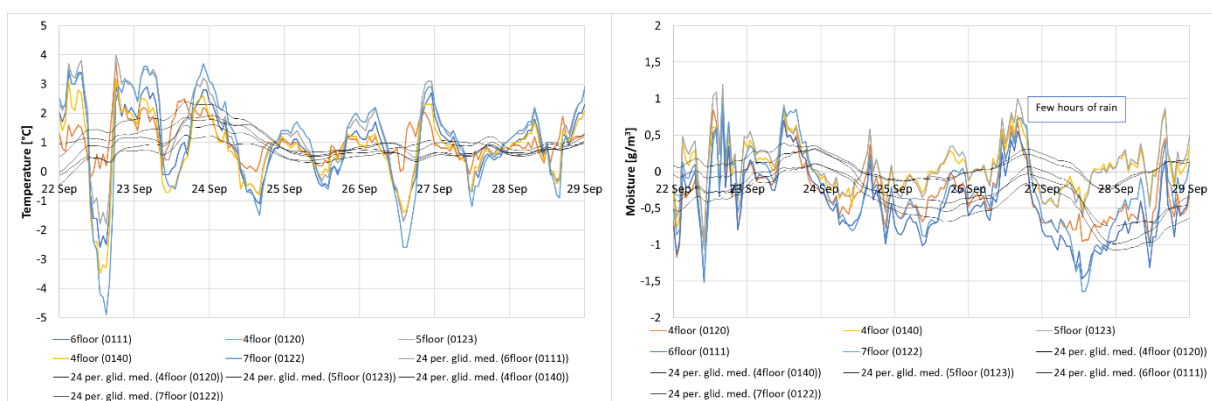 5
4
3
2
1
0
-1
-2
-3
-4
-5
Temperature [°C]
22 Sep
23 Sep
24 Sep
25 Sep
26 Sep
27 Sep
28 Sep
29 Sep
6floor (0111)
4floor (0120)
5floor (0123)
4floor (0140)
7floor (0122)
24 per. glid. med. (6floor (0111))
24 per. glid. med. (4floor (0120))
24 per. glid. med. (5floor (0123))
24 per. glid. med. (4floor (0140))
24 per. glid. med. (7floor (0122))
2
1,5
1
0,5
0
-0,5
-1
-1,5
-2
Moisture [g/m³]
Few hours of rain
22 Sep
23 Sep
24 Sep
25 Sep
26 Sep
27 Sep
28 Sep
29 Sep
4floor (0120)
4floor (0140)
5floor (0123)
6floor (0111)
7floor (0122)
24 per. glid. med. (4floor (0120))
24 per. glid. med. (4floor (0140))
24 per. glid. med. (5floor (0123))
24 per. glid. med. (6floor (0111))
24 per. glid. med. (7floor (0122))